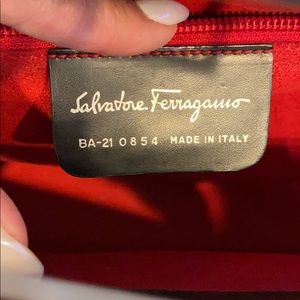 Salvatore Ferragamo
BA-21 0854 MADE IN ITALY